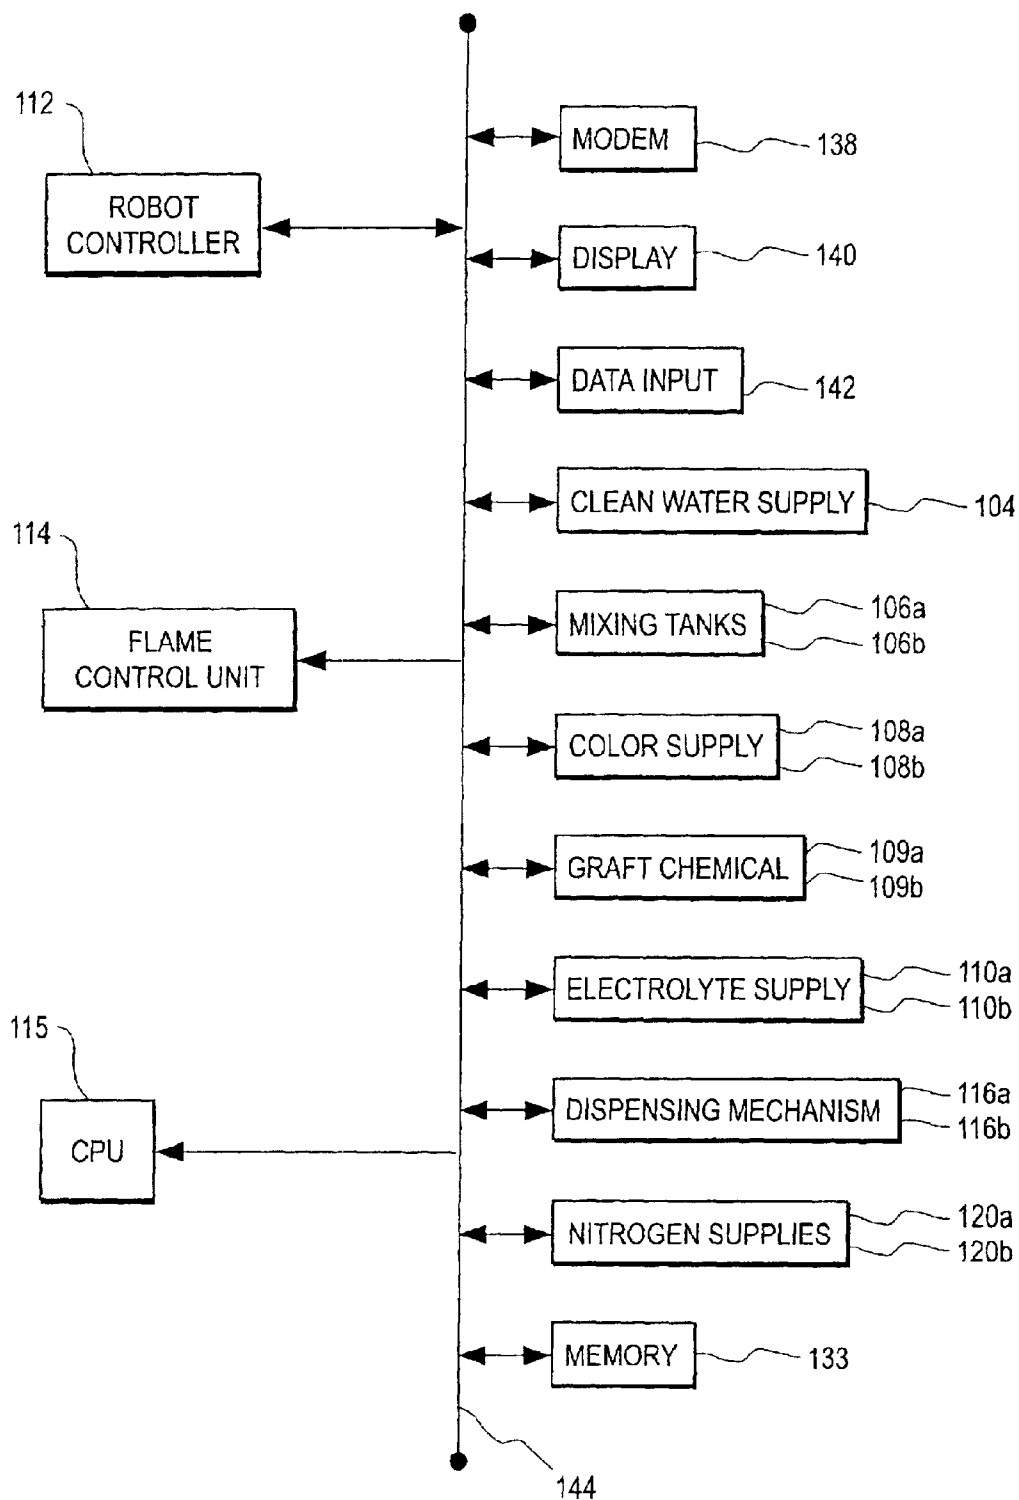 112
ROBOT
CONTROLLER
MODEM
138
DISPLAY
140
DATA INPUT
142
CLEAN WATER SUPPLY
104
114
FLAME
CONTROL UNIT
MIXING TANKS
106a
106b
COLOR SUPPLY
108a
108b
GRAFT CHEMICAL
109a
109b
ELECTROLYTE SUPPLY
110a
110b
115
CPU
DISPENSING MECHANISM
116a
116b
NITROGEN SUPPLIES
120a
120b
MEMORY
133
144